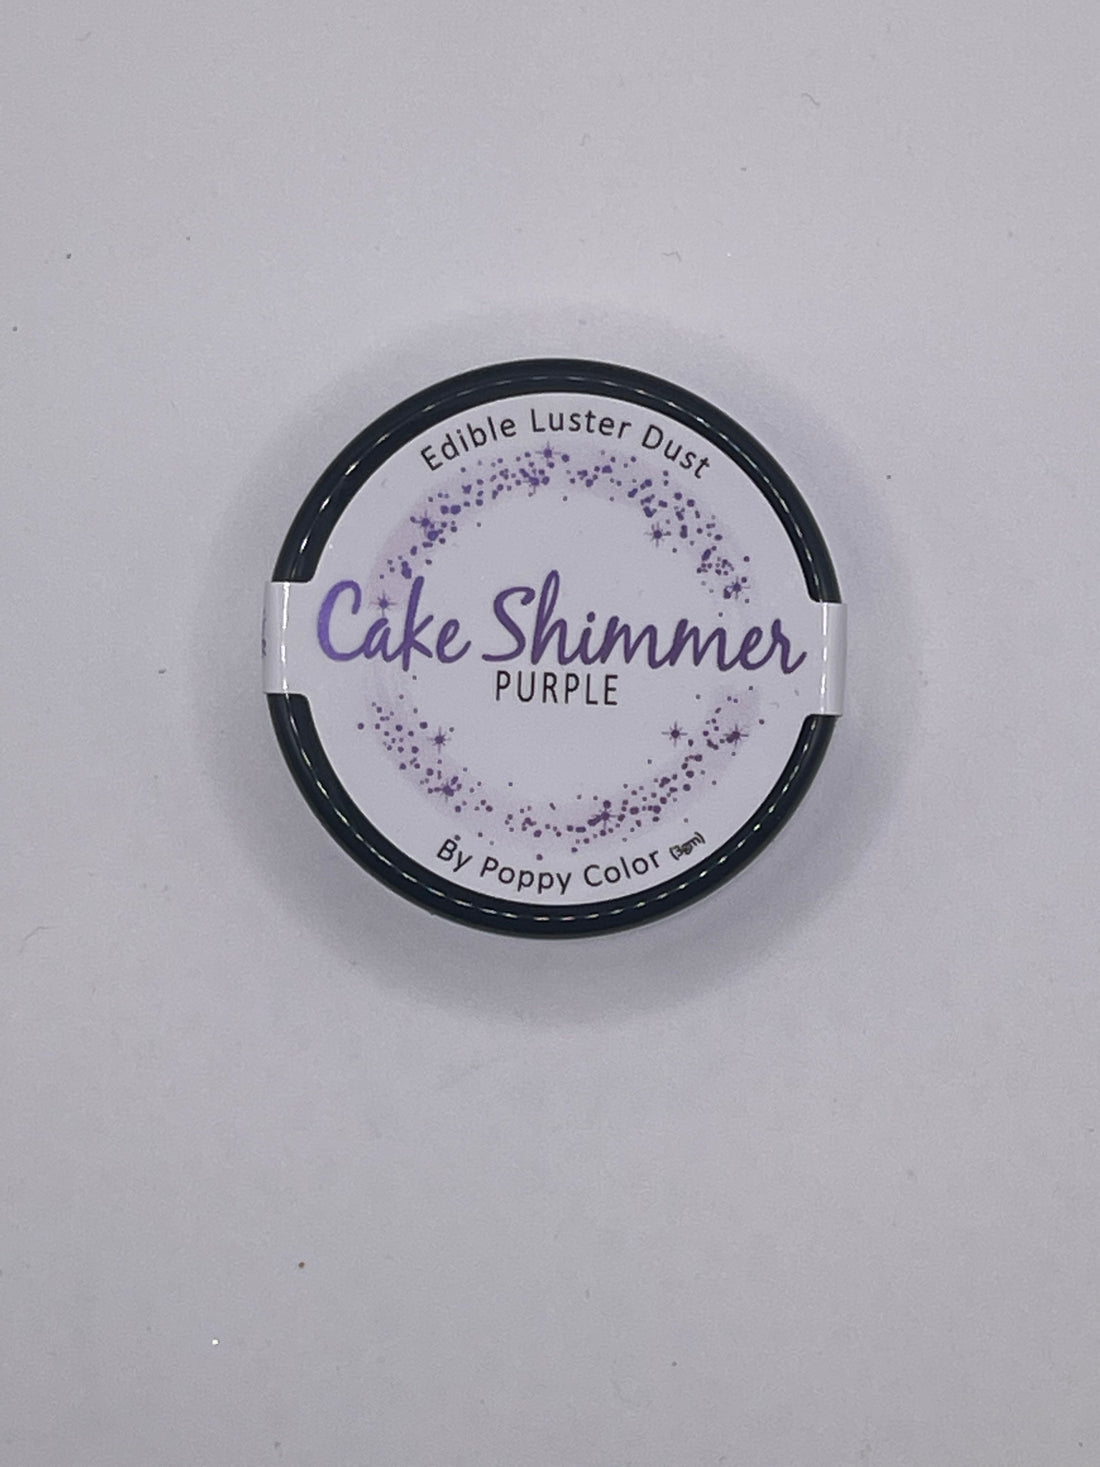 Edible Luster Dust
Cake Shimmer
PURPLE
By Poppy Color (3gm)